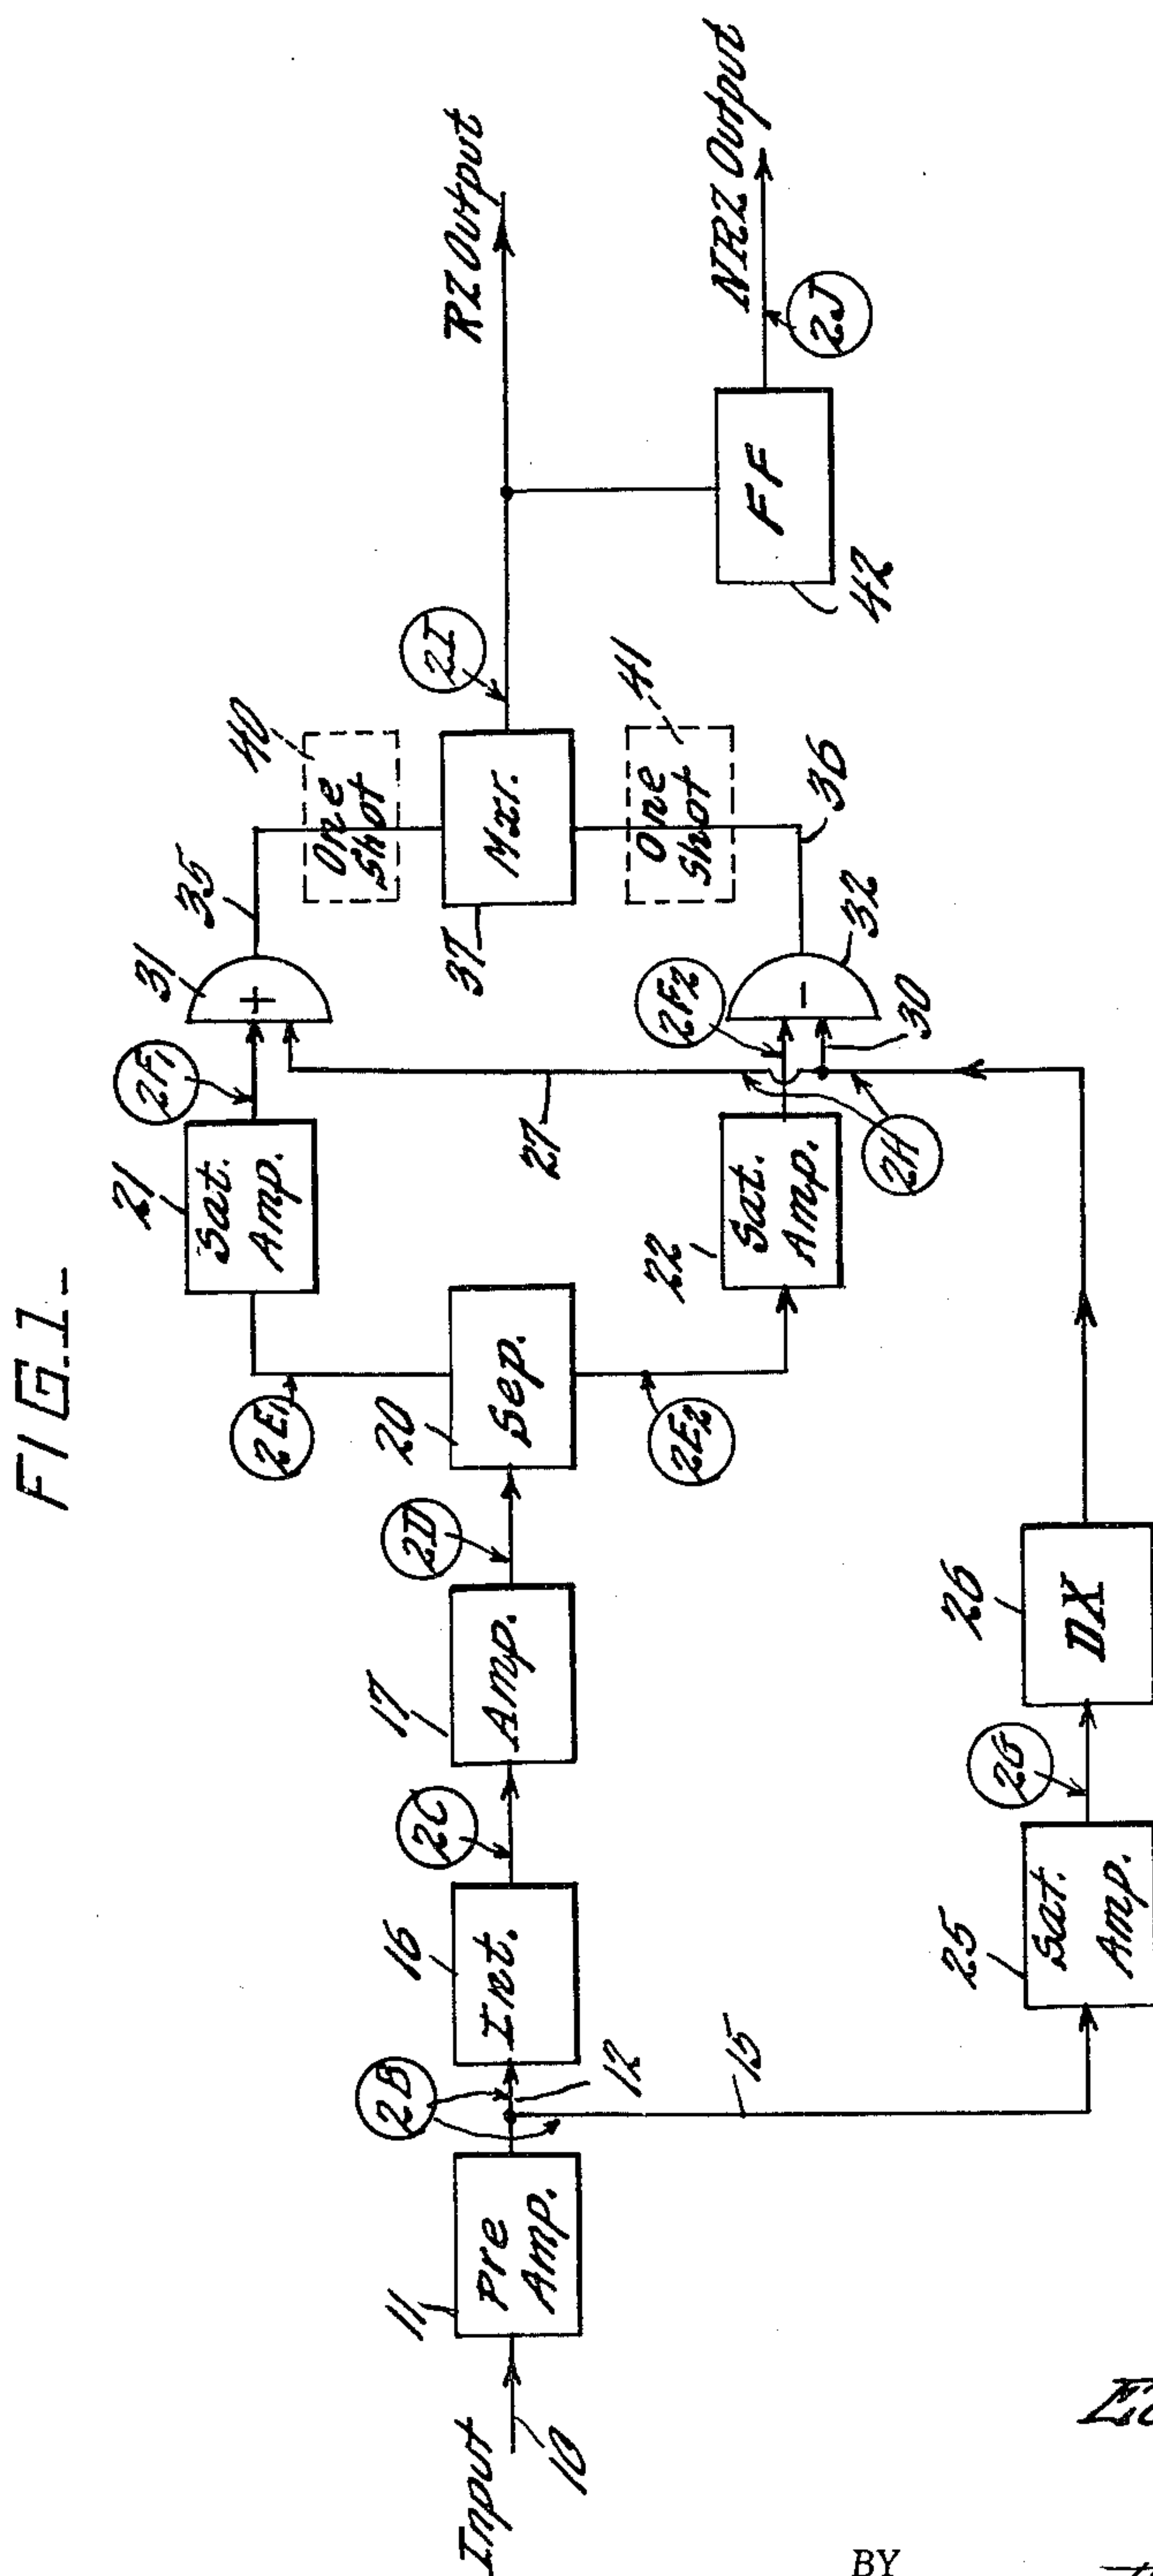 FIG.1.
Input
10
11
Pre
Amp.
2B
12
15
16
Int.
2C
17
Amp.
2D
20
Sep.
2E1
2E2
21
Sat.
Amp.
22
Sat.
Amp.
2F1
2F2
25
Sat.
Amp.
2G
26
DX
27
2H
30
31
+
32
-
35
36
40
One
Shot
37
Mxr.
41
One
Shot
2I
RZ Output
42
FF
2J
NRZ Output
BY